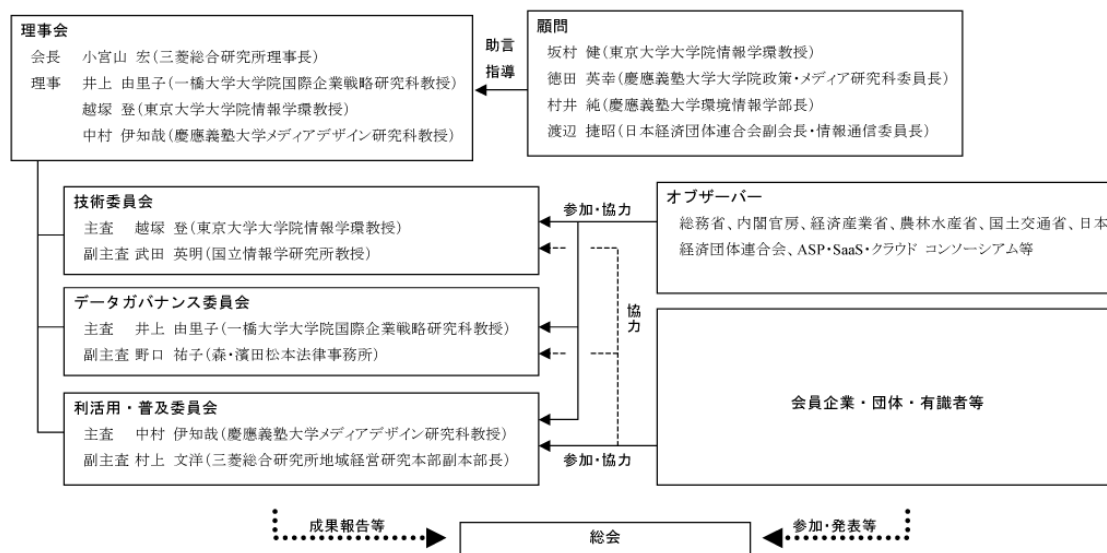 理事会
会長 小宮山 宏(三菱総合研究所理事長)
理事 井上 由里子(一橋大学大学院国際企業戦略研究科教授)
越塚 登(東京大学大学院情報学環教授)
中村 伊知哉(慶應義塾大学メディアデザイン研究科教授)
助言
指導
顧問
坂村 健(東京大学大学院情報学環教授)
徳田 英幸(慶應義塾大学大学院政策・メディア研究科委員長)
村井 純(慶應義塾大学環境情報学部長)
渡辺 捷昭(日本経済団体連合会副会長・情報通信委員長)
技術委員会
主査 越塚 登(東京大学大学院情報学環教授)
副主査 武田 英明(国立情報学研究所教授)
参加・協力
オブザーバー
総務省、内閣官房、経済産業省、農林水産省、国土交通省、日本
経済団体連合会、ASP・SaaS・クラウド コンソーシアム等
データガバナンス委員会
主査 井上 由里子(一橋大学大学院国際企業戦略研究科教授)
副主査 野口 祐子(森・濱田松本法律事務所)
協力
会員企業・団体・有識者等
利活用・普及委員会
主査 中村 伊知哉(慶應義塾大学メディアデザイン研究科教授)
副主査 村上 文洋(三菱総合研究所地域経営研究本部副本部長)
参加・協力
成果報告等
総会
参加・発表等